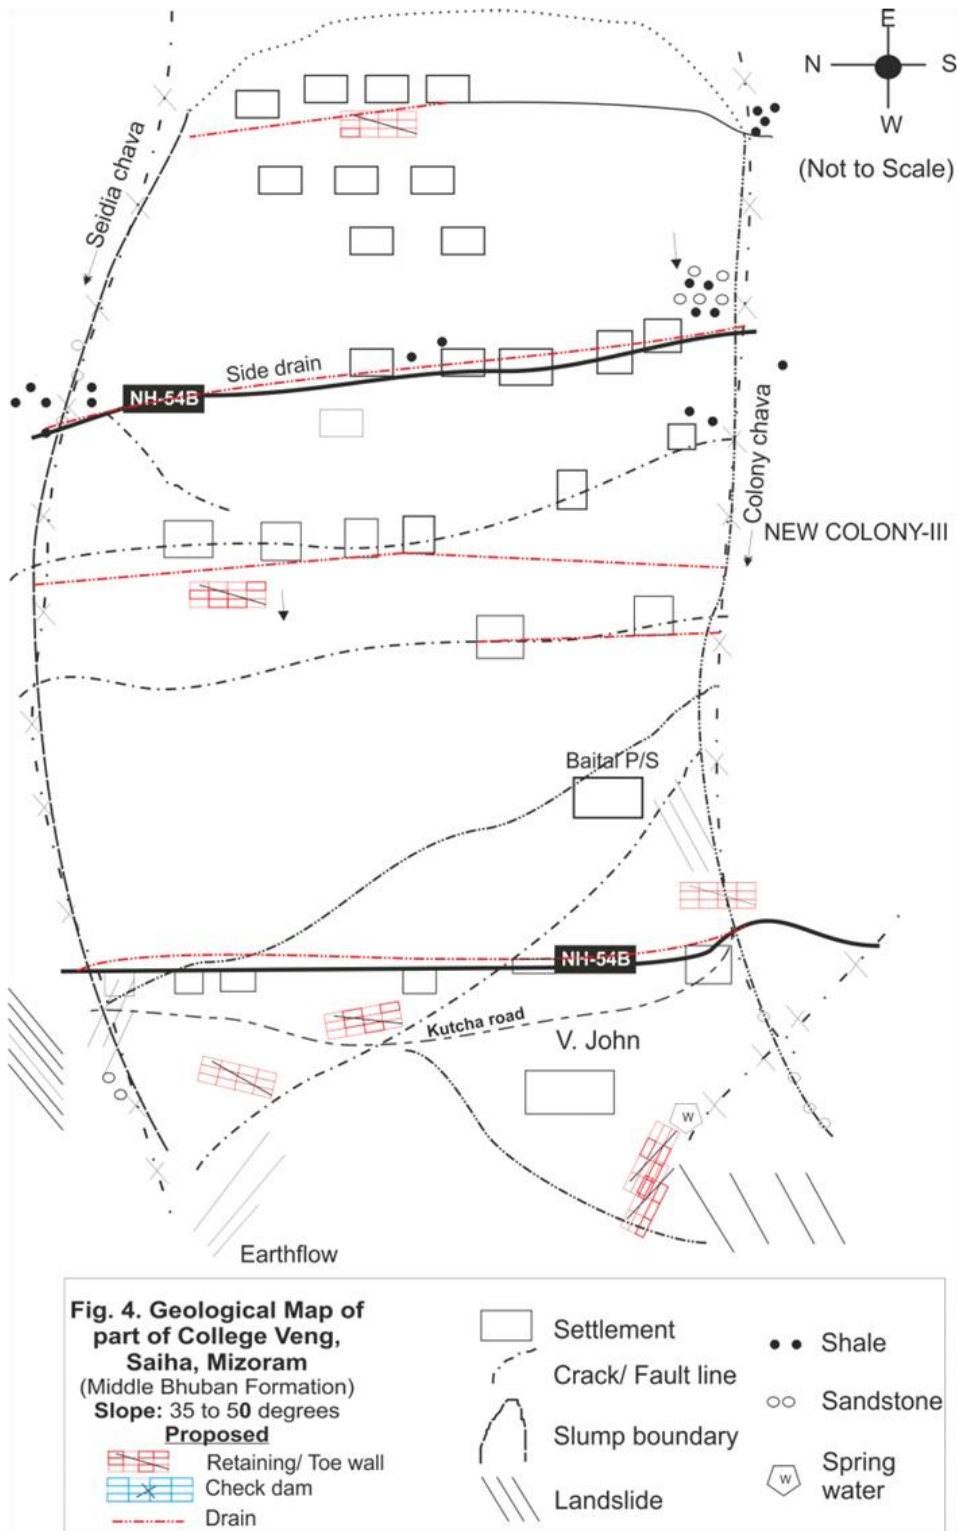 E
N S
W
(Not to Scale)
Seidia chava
Side drain
NH-54B
Colony chava
NEW COLONY-III
Baital P/S
NH-54B
Kutcha road
V. John
W
Earthflow
Fig. 4. Geological Map of
part of College Veng,
Saiha, Mizoram
(Middle Bhuban Formation)
Slope: 35 to 50 degrees
Proposed
Retaining/ Toe wall
Check dam
Drain
Settlement
Crack/ Fault line
Slump boundary
Landslide
Shale
Sandstone
W
Spring
water